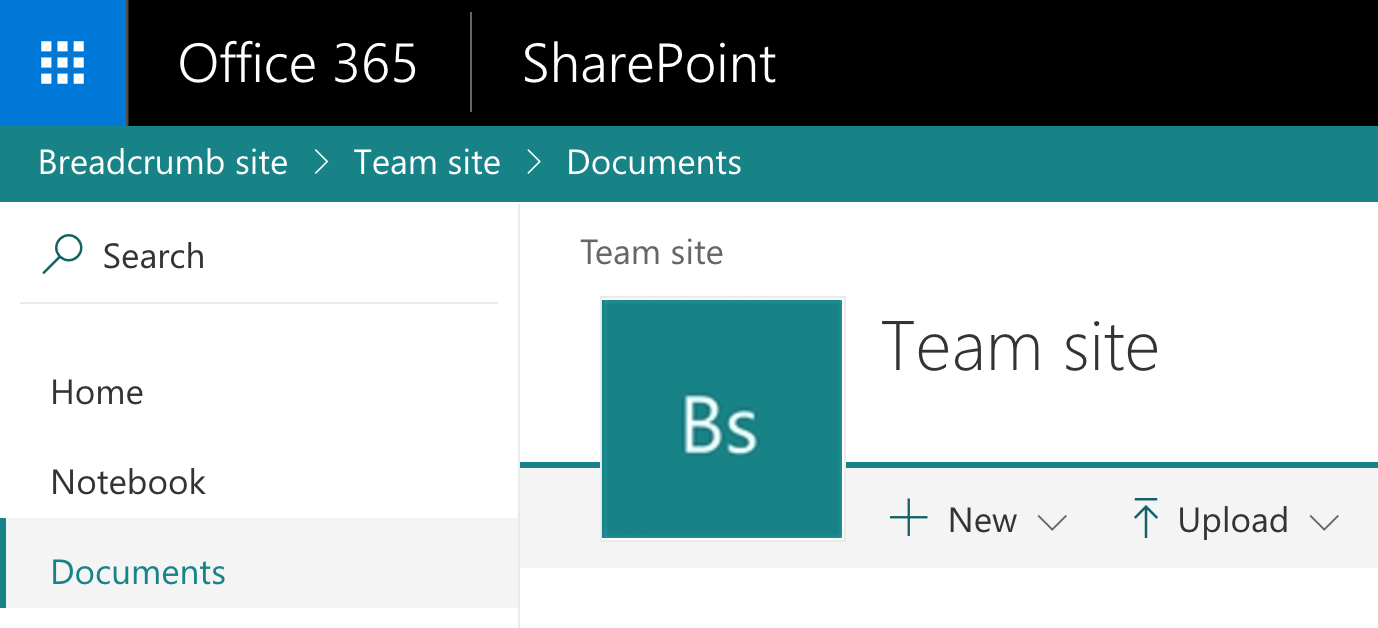 Office 365 SharePoint
Breadcrumb site > Team site > Documents
Search
Team site
Team site
Home
Bs
Notebook
New Upload
Documents